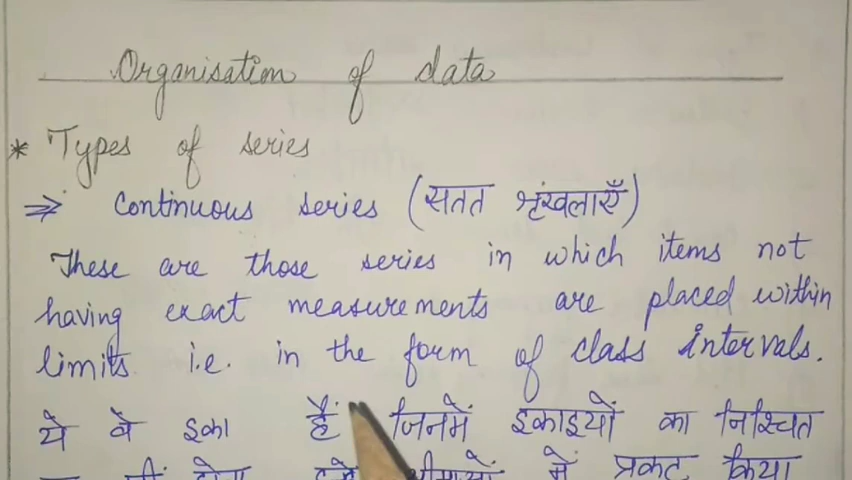 Organisation of data
* Types of series
⇒ Continuous series (सतत शृंखलाएँ)
These are those series in which items not
having exact measurements are placed within
limits i.e. in the form of class intervals.
ये वे इका हैं जिनमें इकाइयों का निश्चित
में प्रकट किया